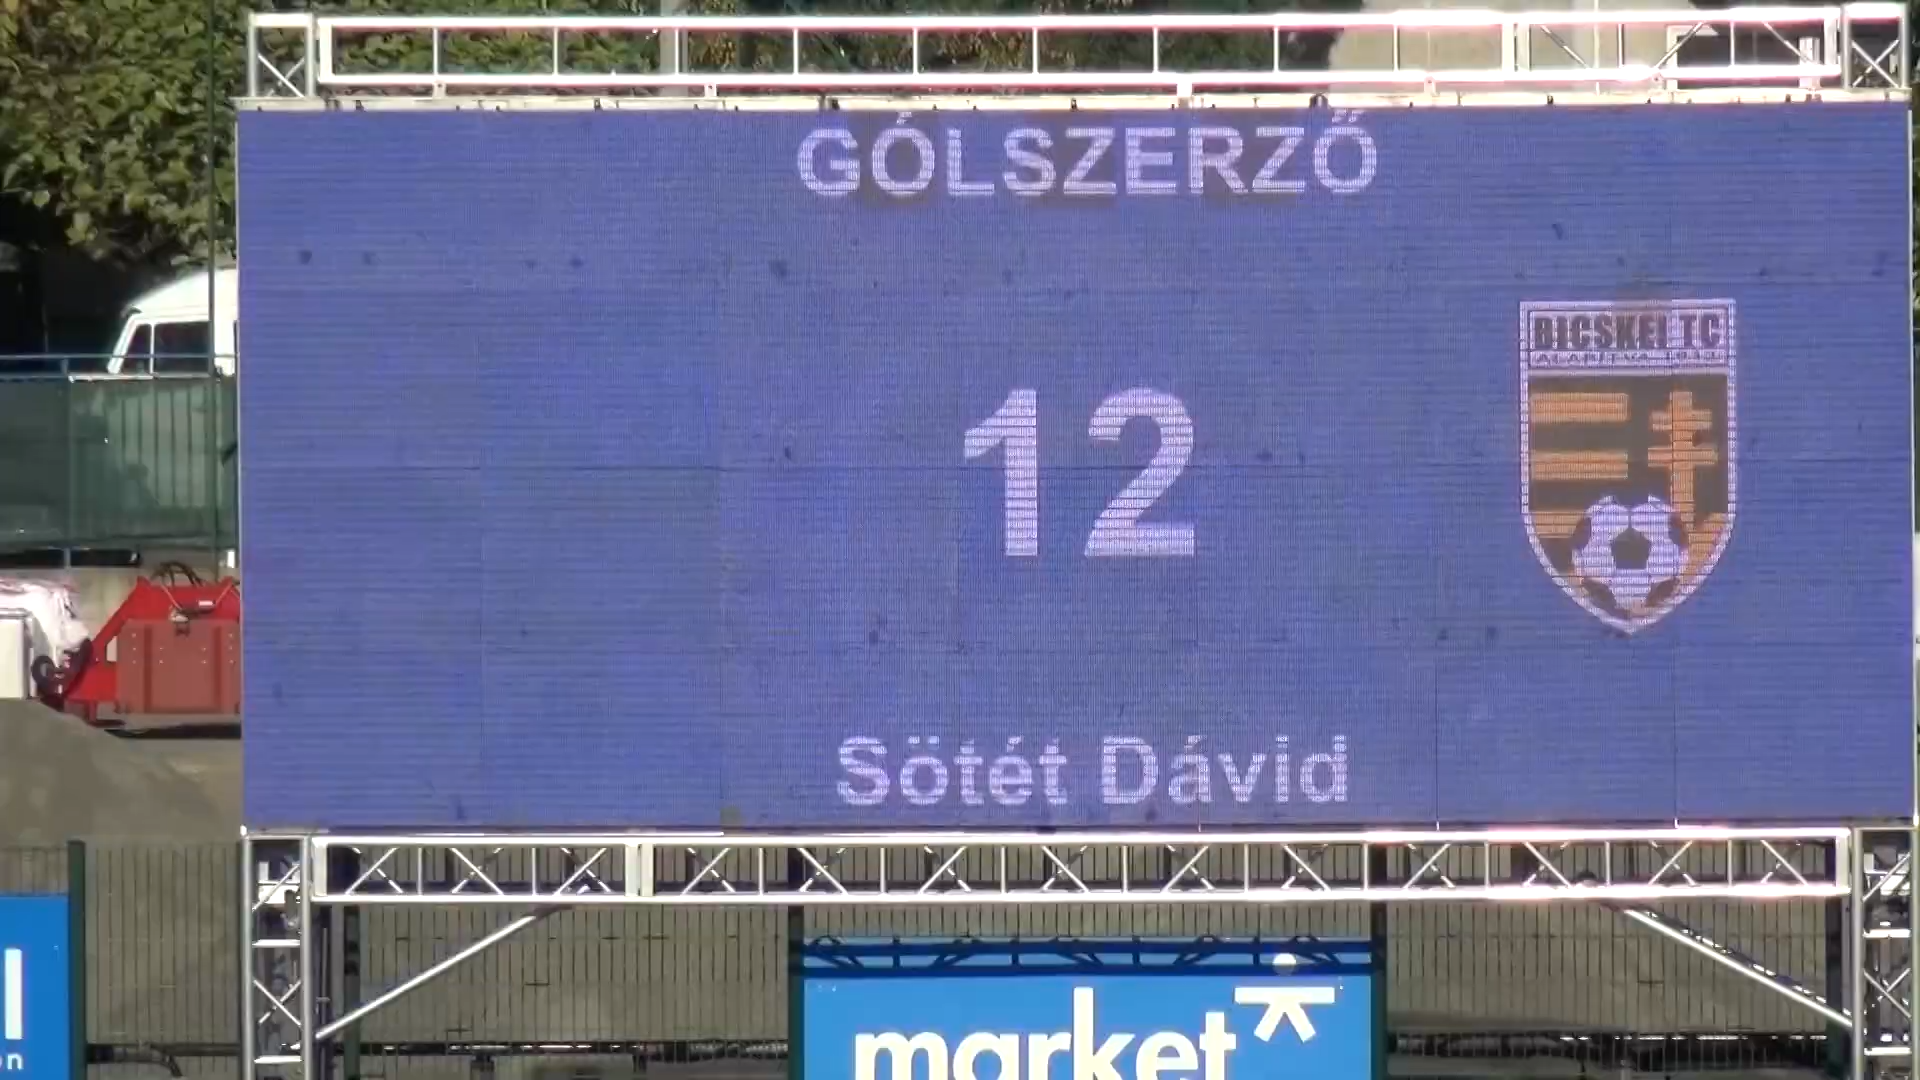 GÓLSZERZŐ
BICSKEI TC
12
Sötét Dávid
market